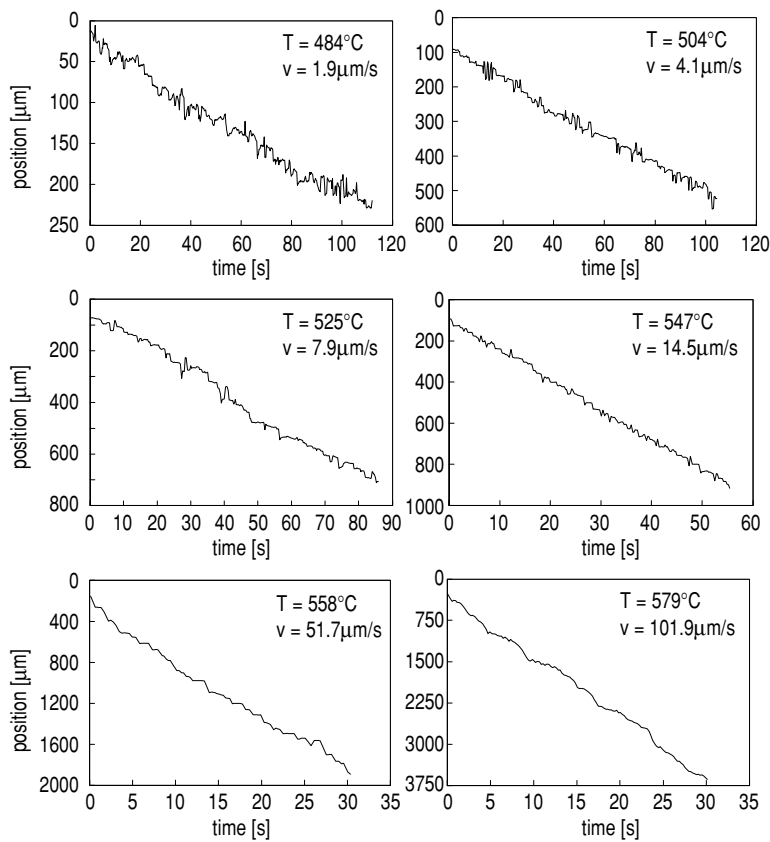 T = 484°C
v = 1.9µm/s
position [µm]
0
50
100
150
200
250
0 20 40 60 80 100 120
time [s]
T = 504°C
v = 4.1µm/s
0
100
200
300
400
500
600
0 20 40 60 80 100 120
time [s]
T = 525°C
v = 7.9µm/s
position [µm]
0
200
400
600
800
0 10 20 30 40 50 60 70 80 90
time [s]
T = 547°C
v = 14.5µm/s
0
200
400
600
800
1000
0 10 20 30 40 50 60
time [s]
T = 558°C
v = 51.7µm/s
position [µm]
0
400
800
1200
1600
2000
0 5 10 15 20 25 30 35
time [s]
T = 579°C
v = 101.9µm/s
0
750
1500
2250
3000
3750
0 5 10 15 20 25 30 35
time [s]